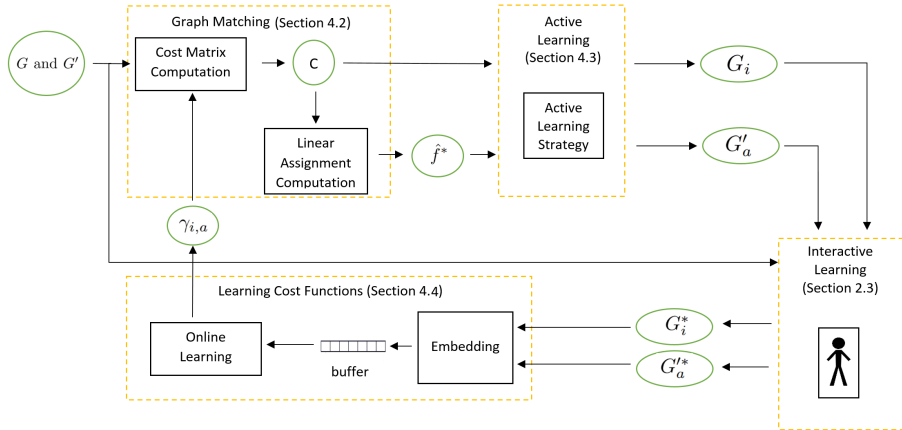 Graph Matching (Section 4.2)
G and G′
Cost Matrix
Computation
C
Linear
Assignment
Computation
f̂*
Active
Learning
(Section 4.3)
Active
Learning
Strategy
G_i
G′_a
γ_{i,a}
Interactive
Learning
(Section 2.3)
Learning Cost Functions (Section 4.4)
Online
Learning
buffer
Embedding
G_i^*
G′_a^*